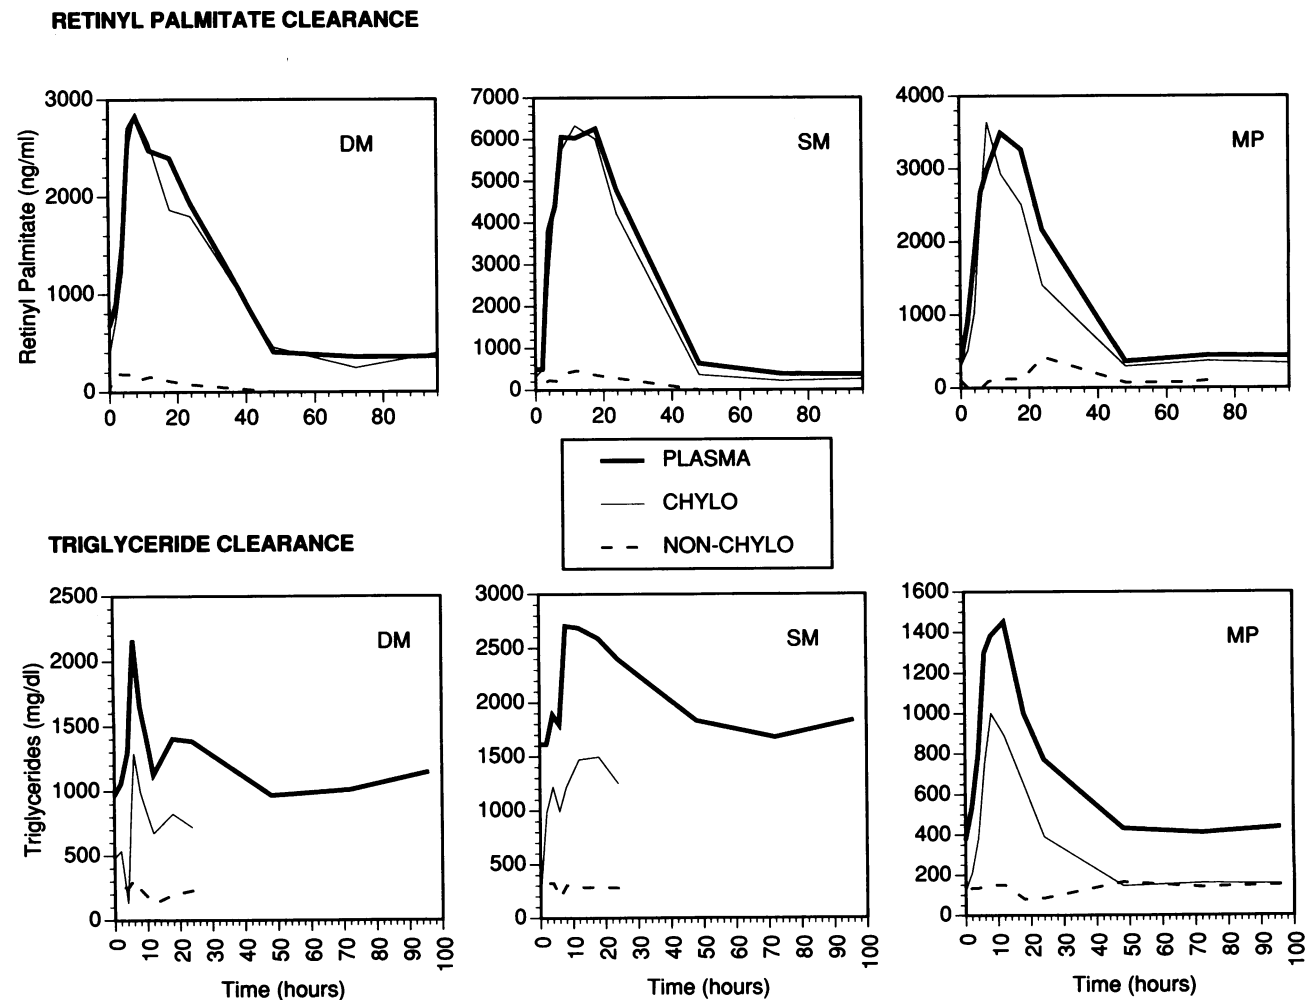 RETINYL PALMITATE CLEARANCE
Retinyl Palmitate (ng/ml)
3000
2000
1000
0
0 20 40 60 80
DM
7000
6000
5000
4000
3000
2000
1000
0
0 20 40 60 80
SM
4000
3000
2000
1000
0
0 20 40 60 80
MP
PLASMA
CHYLO
NON-CHYLO
TRIGLYCERIDE CLEARANCE
Triglycerides (mg/dl)
2500
2000
1500
1000
500
0
0 10 20 30 40 50 60 70 80 90 100
Time (hours)
DM
3000
2500
2000
1500
1000
500
0
0 10 20 30 40 50 60 70 80 90 100
Time (hours)
SM
1600
1400
1200
1000
800
600
400
200
0
0 10 20 30 40 50 60 70 80 90 100
Time (hours)
MP